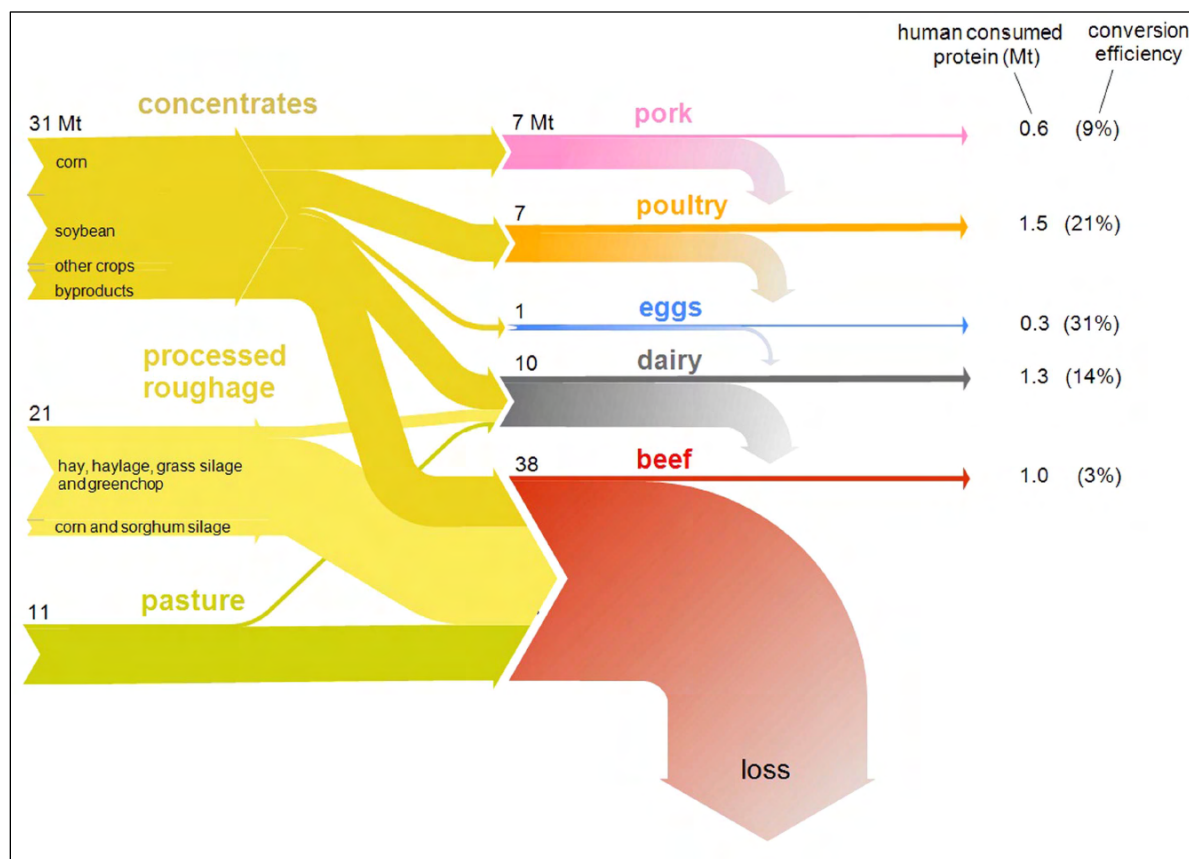 human consumed
protein (Mt)
conversion
efficiency
concentrates
31 Mt
corn
soybean
other crops
byproducts
7 Mt
pork
0.6 (9%)
7
poultry
1.5 (21%)
1
eggs
0.3 (31%)
processed
roughage
10
dairy
1.3 (14%)
21
hay, haylage, grass silage
and greenchop
corn and sorghum silage
38
beef
1.0 (3%)
pasture
11
loss